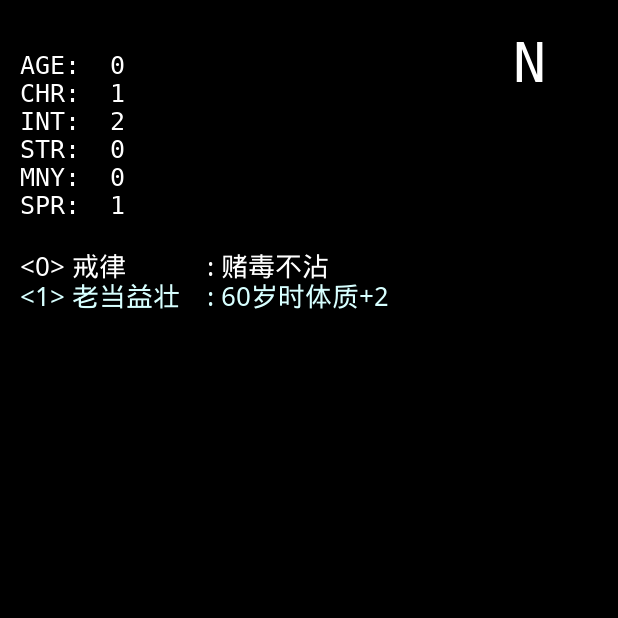 N
AGE: 0
CHR: 1
INT: 2
STR: 0
MNY: 0
SPR: 1
<0> 戒律 : 赌毒不沾
<1> 老当益壮 : 60岁时体质+2